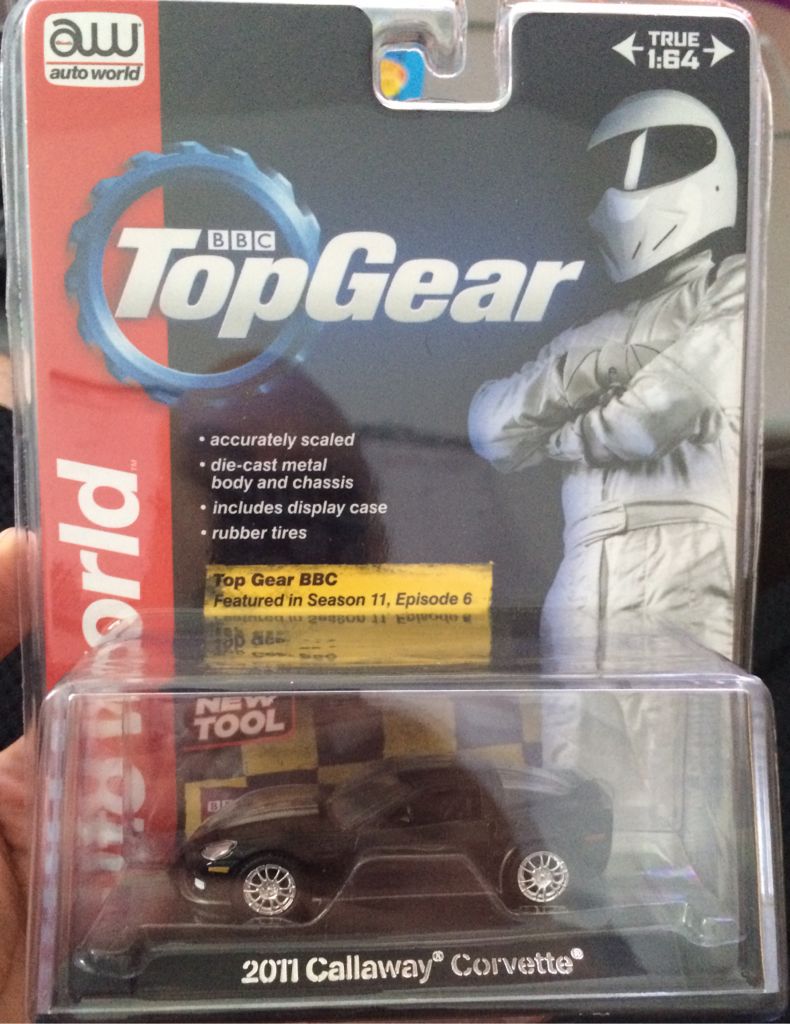 aw
auto world
TRUE
1:64
BBC
TopGear
• accurately scaled
• die-cast metal
body and chassis
• includes display case
• rubber tires
orld™
Top Gear BBC
Featured in Season 11, Episode 6
NEW
TOOL
2011 Callaway® Corvette®